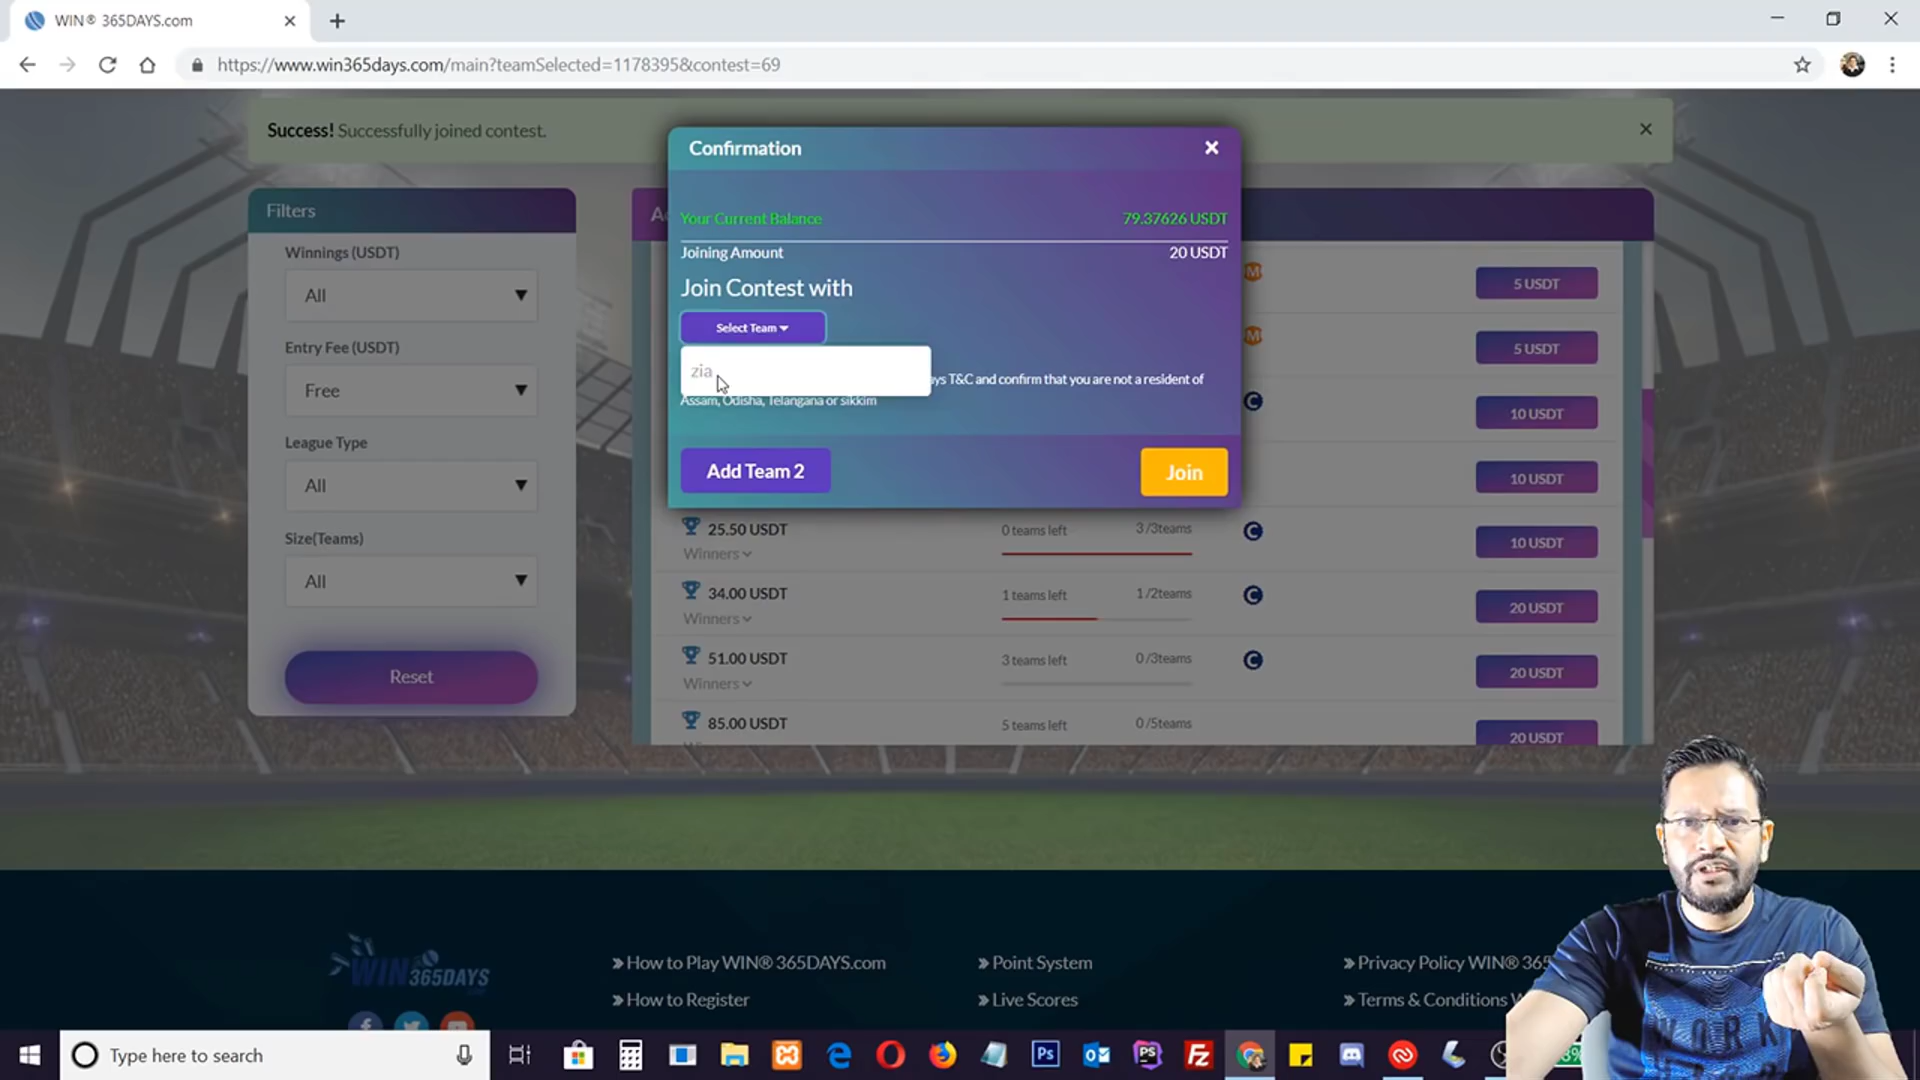 WIN® 365DAYS.com
https://www.win365days.com/main?teamSelected=1178395&contest=69
Success! Successfully joined contest.
Confirmation
Filters
Your Current Balance 79.37626 USDT
Joining Amount 20 USDT
Winnings (USDT)
All
5 USDT
Join Contest with
Select Team
Entry Fee (USDT)
Free
5 USDT
zia
T&C and confirm that you are not a resident of
Assam, Odisha, Telangana or sikkim
10 USDT
League Type
All
Add Team 2
Join
10 USDT
Size(Teams)
All
25.50 USDT 0 teams left 3 /3teams 10 USDT
Winners
34.00 USDT 1 teams left 1 /2teams 20 USDT
Winners
51.00 USDT 3 teams left 0 /3teams 20 USDT
Winners
Reset
85.00 USDT 5 teams left 0 /5teams 20 USDT
WIN365DAYS
How to Play WIN® 365DAYS.com
Point System
Privacy Policy WIN® 365
How to Register
Live Scores
Terms & Conditions
WORK
Type here to search